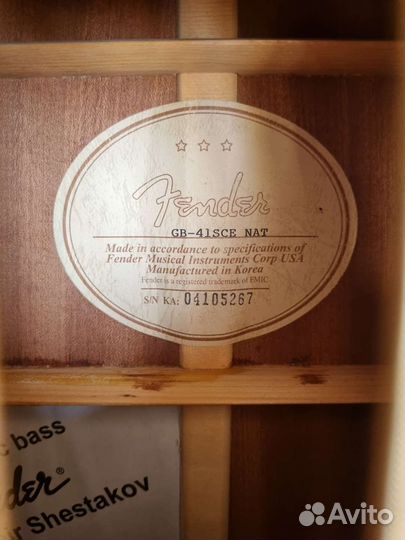 Fender
GB-41SCE NAT
Made in accordance to specifications of
Fender Musical Instruments Corp USA
Manufactured in Korea
Fender is a registered trademark of FMIC
S/N KA: 04105267
c bass
nder®
ur Shestakov
Avito